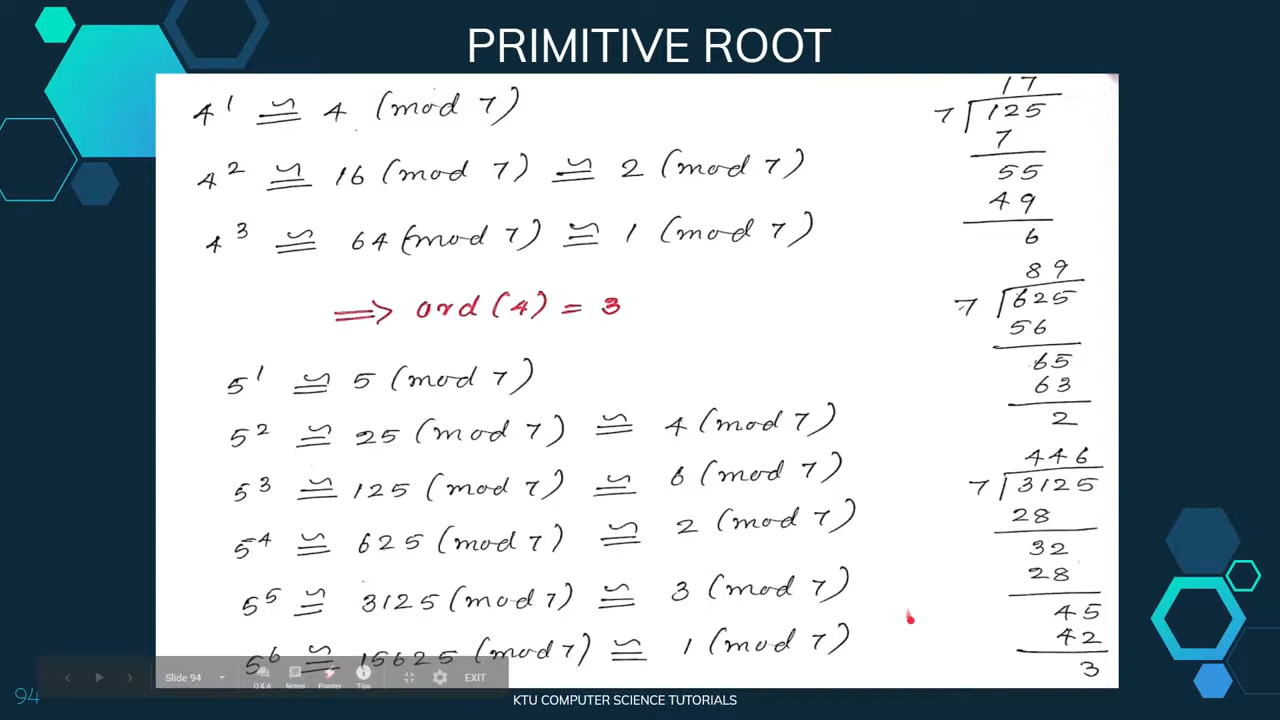 PRIMITIVE ROOT
4^1 ≌ 4 (mod 7)
4^2 ≌ 16 (mod 7) ≌ 2 (mod 7)
4^3 ≌ 64 (mod 7) ≌ 1 (mod 7)
⟹ ord (4) = 3
5^1 ≌ 5 (mod 7)
5^2 ≌ 25 (mod 7) ≌ 4 (mod 7)
5^3 ≌ 125 (mod 7) ≌ 6 (mod 7)
5^4 ≌ 625 (mod 7) ≌ 2 (mod 7)
5^5 ≌ 3125 (mod 7) ≌ 3 (mod 7)
5^6 ≌ 15625 (mod 7) ≌ 1 (mod 7)
17
7 125
7
55
49
6
89
7 625
56
65
63
2
446
7 3125
28
32
28
45
42
3
Slide 94
Q & A
Notes
Pointer
Tips
EXIT
94
KTU COMPUTER SCIENCE TUTORIALS